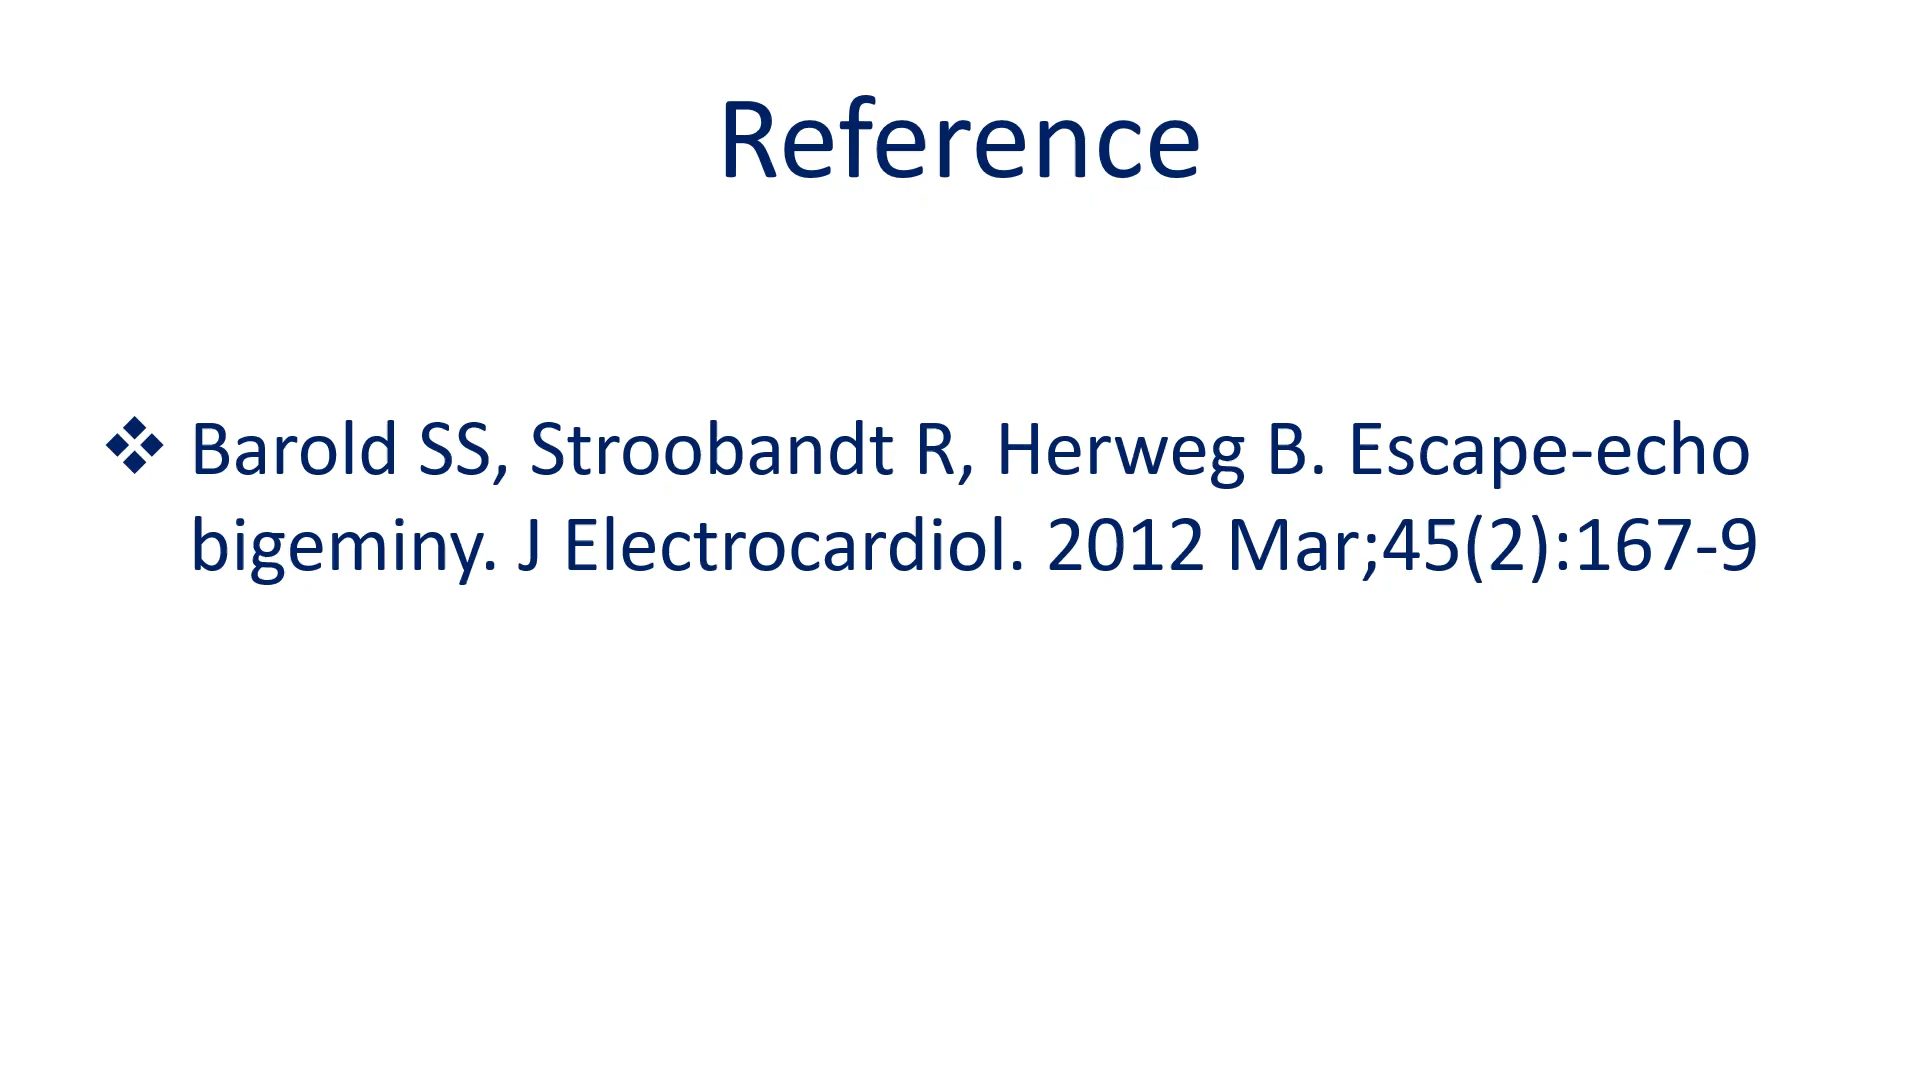 Reference
❖ Barold SS, Stroobandt R, Herweg B. Escape-echo
bigeminy. J Electrocardiol. 2012 Mar;45(2):167-9